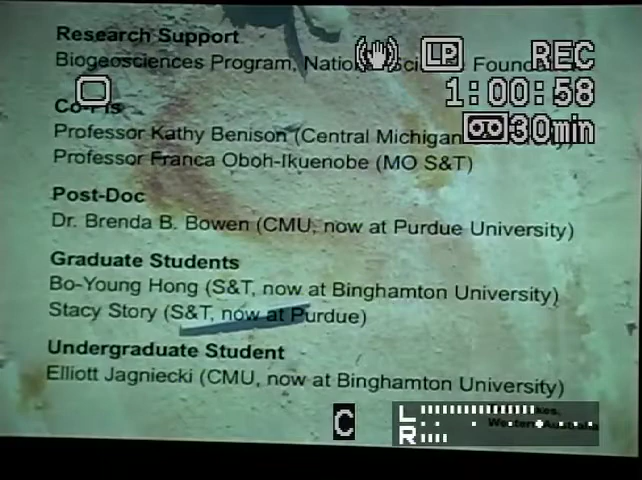 Research Support
Biogeosciences Program, Foundat
LP
REC
1:00:58
Co-PIs
30min
Professor Kathy Benison (Central Michigan
Professor Franca Oboh-Ikuenobe (MO S&T)
Post-Doc
Dr. Brenda B. Bowen (CMU, now at Purdue University)
Graduate Students
Bo-Young Hong (S&T, now at Binghamton University)
Stacy Story (S&T, now at Purdue)
Undergraduate Student
Elliott Jagniecki (CMU, now at Binghamton University)
C
L
R